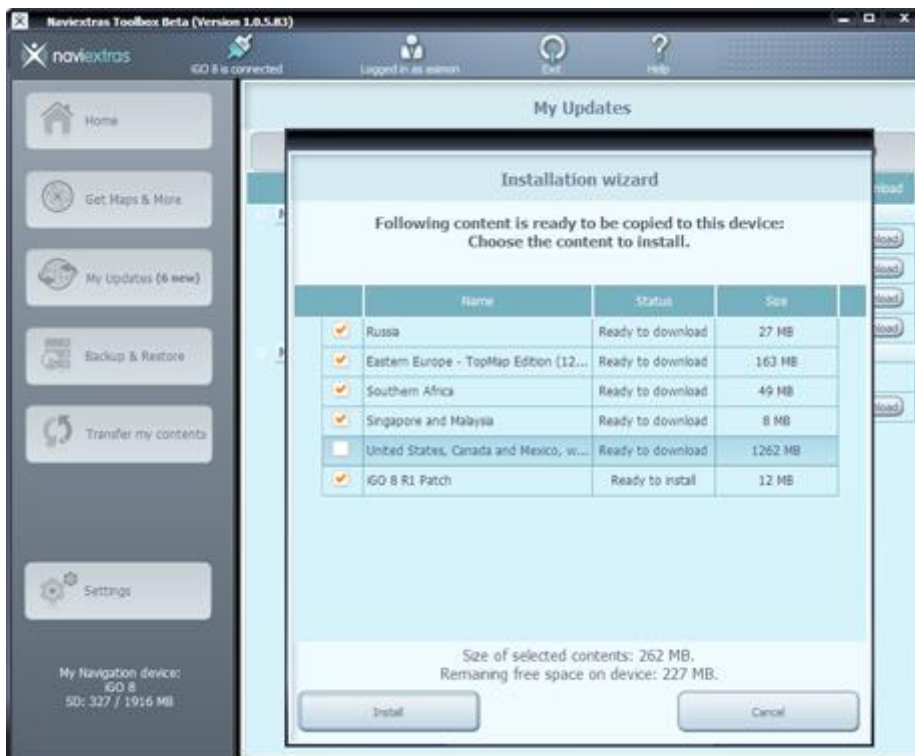 Naviextras Toolbox Beta (Version 1.0.5.83)
naviextras
iGO 8 is connected
Logged in as
Exit
Help
Home
Get Maps & More
My Updates (6 new)
Backup & Restore
Transfer my contents
Settings
My Navigation device:
iGO 8
SD: 327 / 1916 MB
My Updates
Installation wizard
Following content is ready to be copied to this device:
Choose the content to install.
Name Status Size
Russia Ready to download 27 MB
Eastern Europe - TopMap Edition (12... Ready to download 163 MB
Southern Africa Ready to download 49 MB
Singapore and Malaysia Ready to download 8 MB
United States, Canada and Mexico, w... Ready to download 1262 MB
iGO 8 R1 Patch Ready to install 12 MB
Size of selected contents: 262 MB.
Remaining free space on device: 227 MB.
Install
Cancel